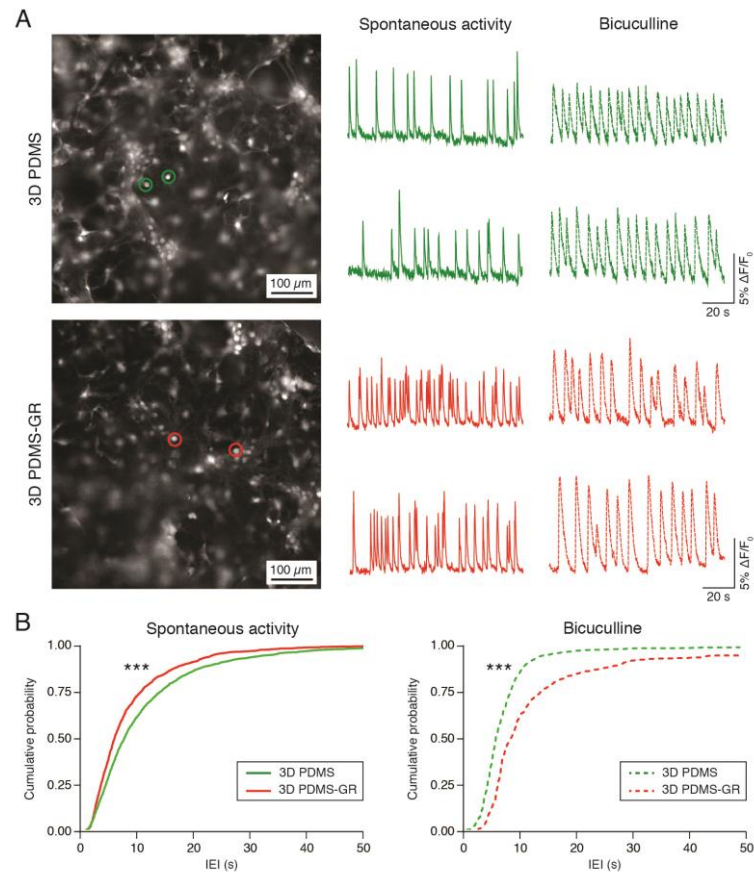 A
Spontaneous activity
Bicuculline
3D PDMS
100 µm
5% ΔF/F0
20 s
3D PDMS-GR
100 µm
5% ΔF/F0
20 s
B
Spontaneous activity
Cumulative probability
1.00
0.75
0.50
0.25
0.00
***
3D PDMS
3D PDMS-GR
0 10 20 30 40 50
IEI (s)
Bicuculline
Cumulative probability
1.00
0.75
0.50
0.25
0.00
***
3D PDMS
3D PDMS-GR
0 10 20 30 40 50
IEI (s)